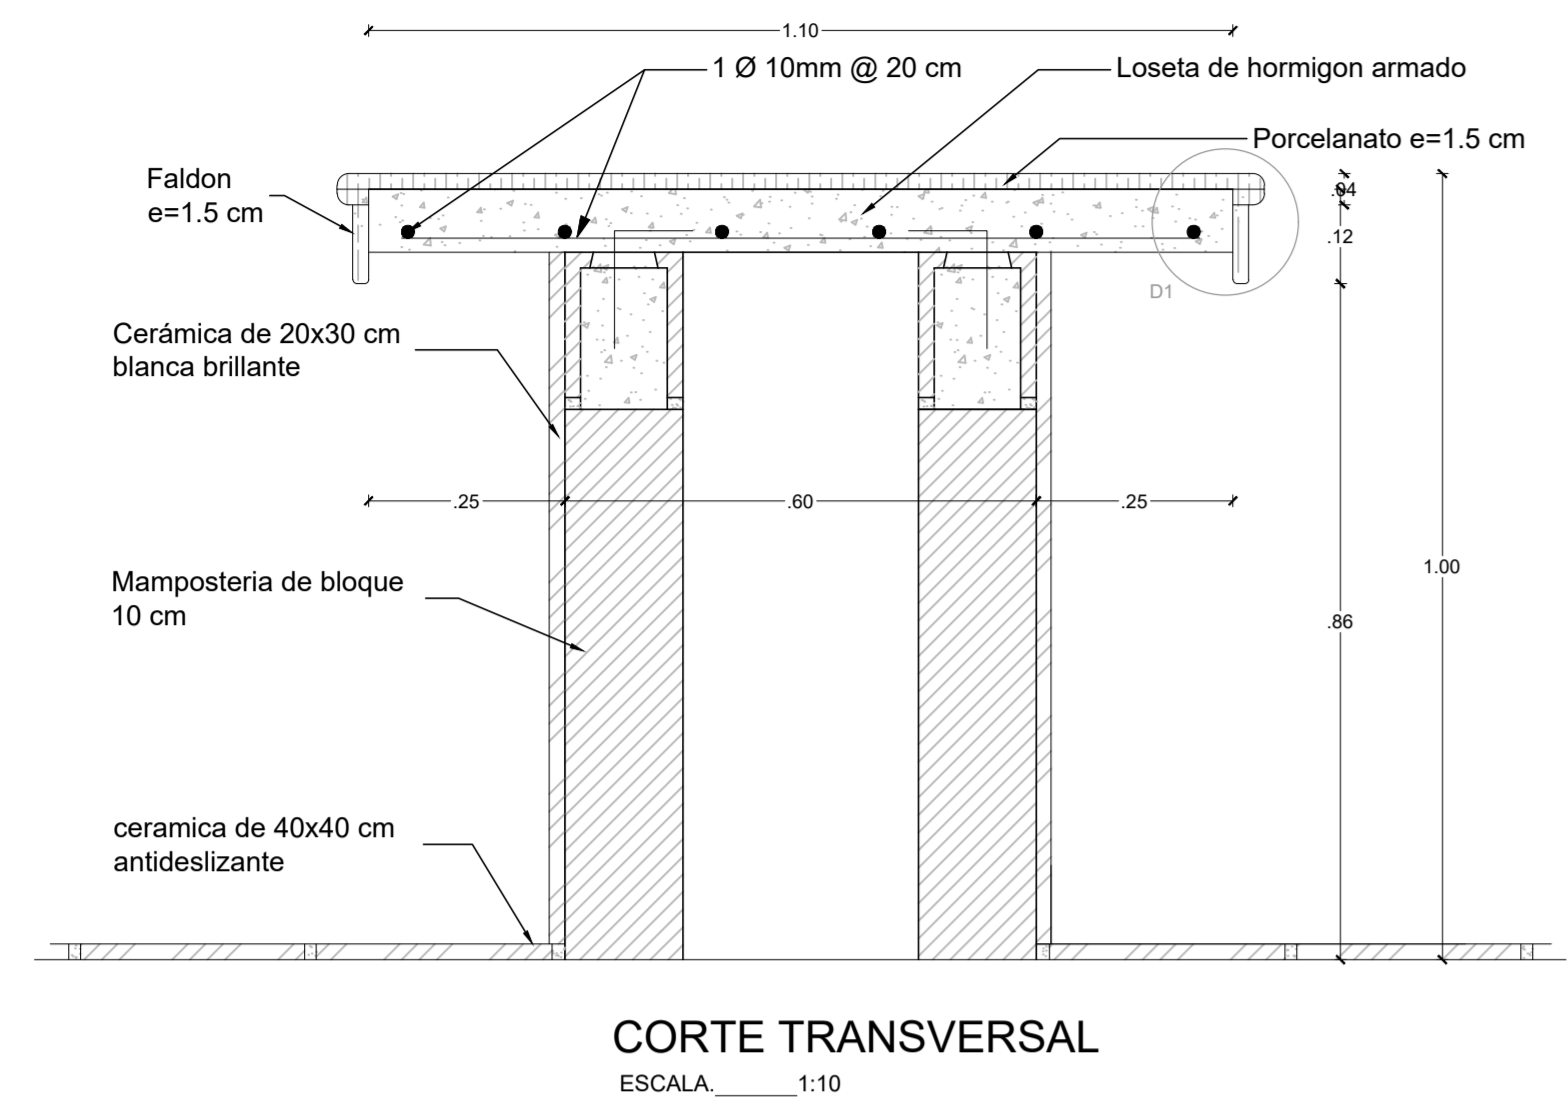 1.10
1 Ø 10mm @ 20 cm
Loseta de hormigon armado
Porcelanato e=1.5 cm
Faldon
e=1.5 cm
.04
.12
D1
Cerámica de 20x30 cm
blanca brillante
.25
.60
.25
1.00
Mamposteria de bloque
10 cm
.86
ceramica de 40x40 cm
antideslizante
CORTE TRANSVERSAL
ESCALA._______1:10